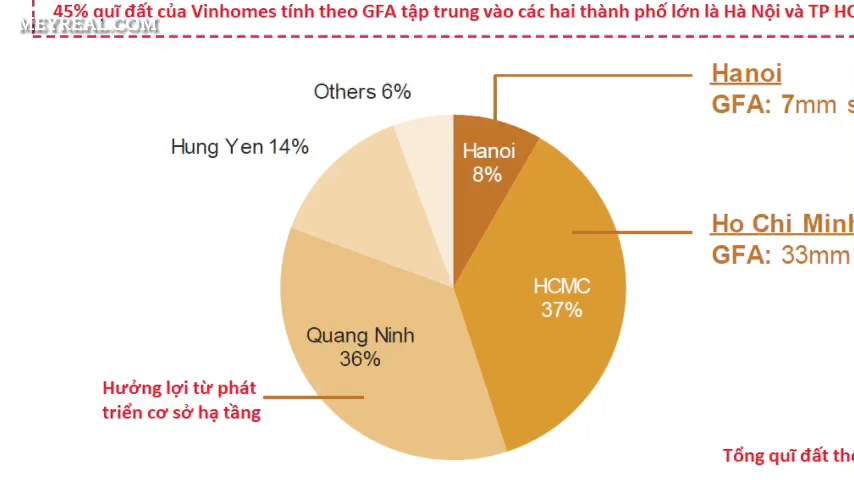 45% quĩ đất của Vinhomes tính theo GFA tập trung vào các hai thành phố lớn là Hà Nội và TP HC
MEYREAL.COM
Others 6%
Hanoi
GFA: 7mm s
Hung Yen 14%
Hanoi
8%
Ho Chi Minh
GFA: 33mm
HCMC
37%
Quang Ninh
36%
Hưởng lợi từ phát
triển cơ sở hạ tầng
Tổng quĩ đất the